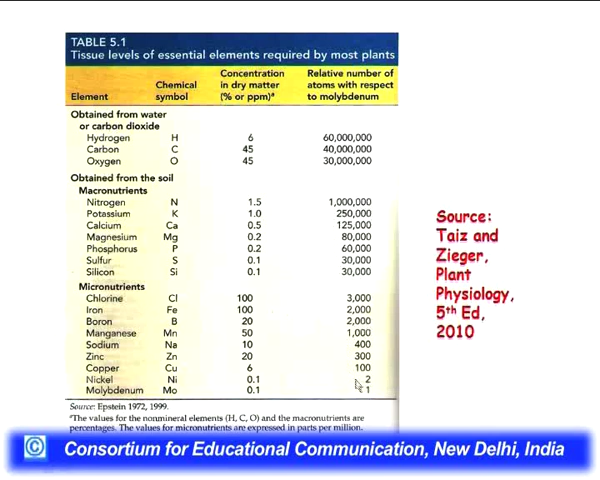 TABLE 5.1
Tissue levels of essential elements required by most plants
Element Chemical symbol Concentration in dry matter (% or ppm)ᵃ Relative number of atoms with respect to molybdenum
Obtained from water
or carbon dioxide
Hydrogen H 6 60,000,000
Carbon C 45 40,000,000
Oxygen O 45 30,000,000
Obtained from the soil
Macronutrients
Nitrogen N 1.5 1,000,000
Potassium K 1.0 250,000
Calcium Ca 0.5 125,000
Magnesium Mg 0.2 80,000
Phosphorus P 0.2 60,000
Sulfur S 0.1 30,000
Silicon Si 0.1 30,000
Micronutrients
Chlorine Cl 100 3,000
Iron Fe 100 2,000
Boron B 20 2,000
Manganese Mn 50 1,000
Sodium Na 10 400
Zinc Zn 20 300
Copper Cu 6 100
Nickel Ni 0.1 2
Molybdenum Mo 0.1 1
Source: Epstein 1972, 1999.
ᵃThe values for the nonmineral elements (H, C, O) and the macronutrients are
percentages. The values for micronutrients are expressed in parts per million.
Source:
Taiz and
Zieger,
Plant
Physiology,
5th Ed,
2010
© Consortium for Educational Communication, New Delhi, India